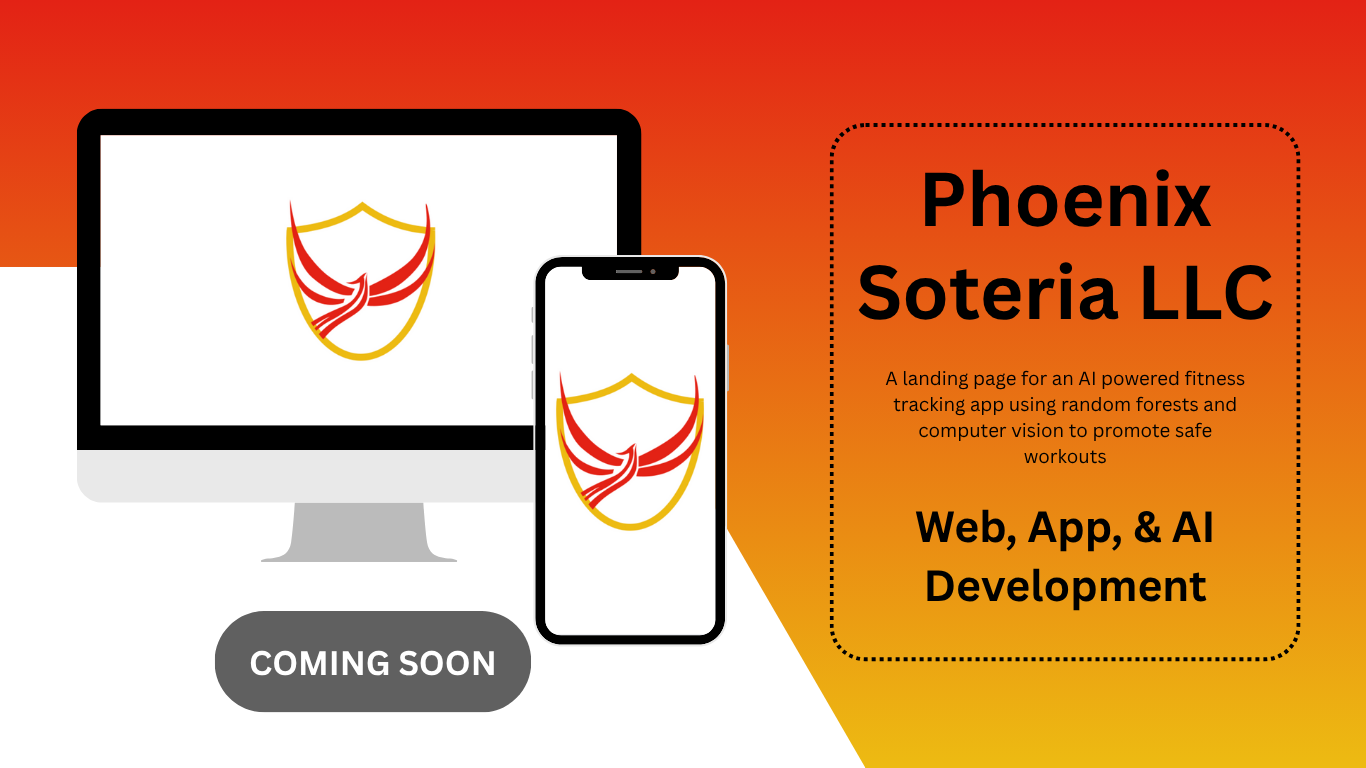 Phoenix
Soteria LLC
A landing page for an AI powered fitness
tracking app using random forests and
computer vision to promote safe
workouts
Web, App, & AI
Development
COMING SOON